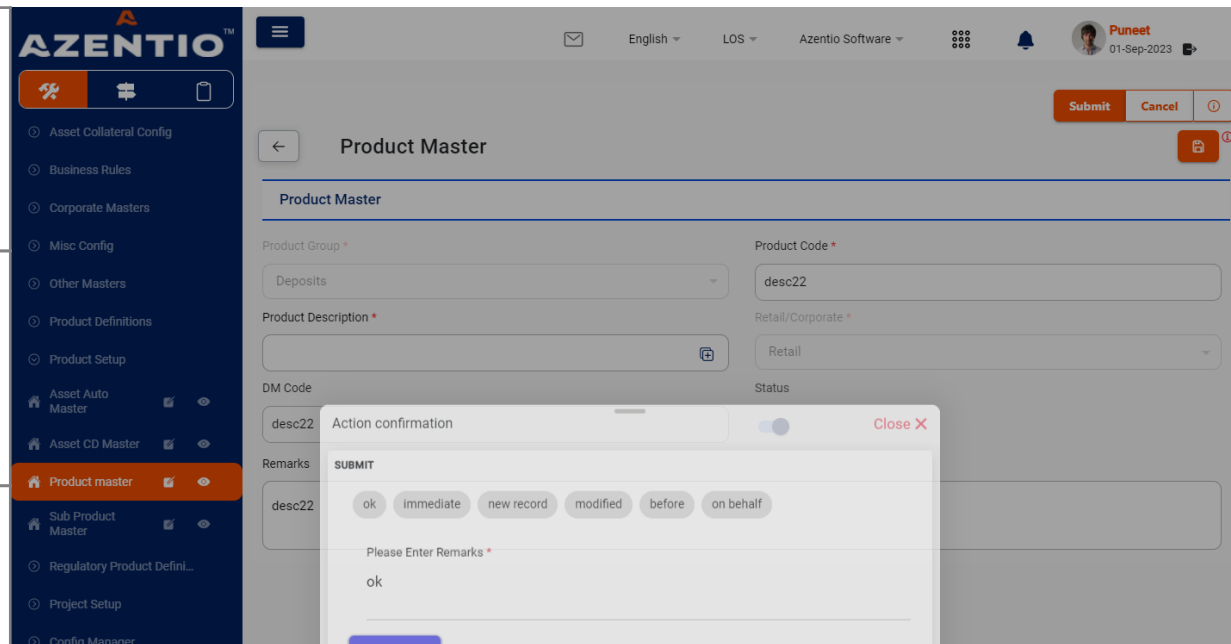 AZENTIO™
English
LOS
Azentio Software
Puneet
01-Sep-2023
Submit
Cancel
Asset Collateral Config
Business Rules
Corporate Masters
Misc Config
Other Masters
Product Definitions
Product Setup
Asset Auto
Master
Asset CD Master
Product master
Sub Product
Master
Regulatory Product Defini...
Project Setup
Config Manager
Product Master
Product Master
Product Group *
Deposits
Product Code *
desc22
Product Description *
Retail/Corporate *
Retail
DM Code
desc22
Status
Remarks
desc22
Action confirmation
Close X
SUBMIT
ok
immediate
new record
modified
before
on behalf
Please Enter Remarks *
ok